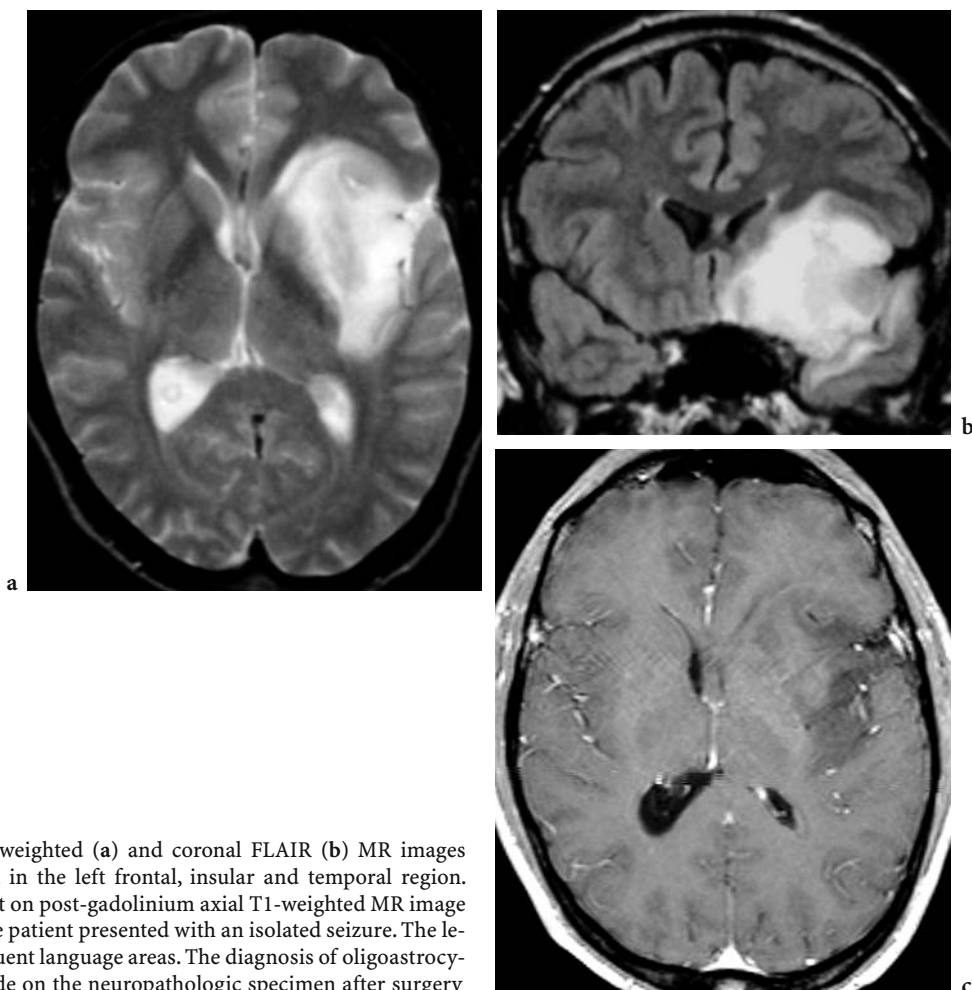 a
b
weighted (a) and coronal FLAIR (b) MR images
in the left frontal, insular and temporal region.
on post-gadolinium axial T1-weighted MR image
patient presented with an isolated seizure. The le-
uent language areas. The diagnosis of oligoastrocy-
on the neuropathologic specimen after surgery
c